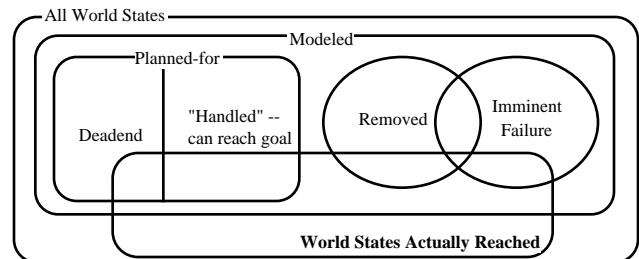 All World States
Modeled
Planned-for
Deadend
"Handled" --
can reach goal
Removed
Imminent
Failure
World States Actually Reached